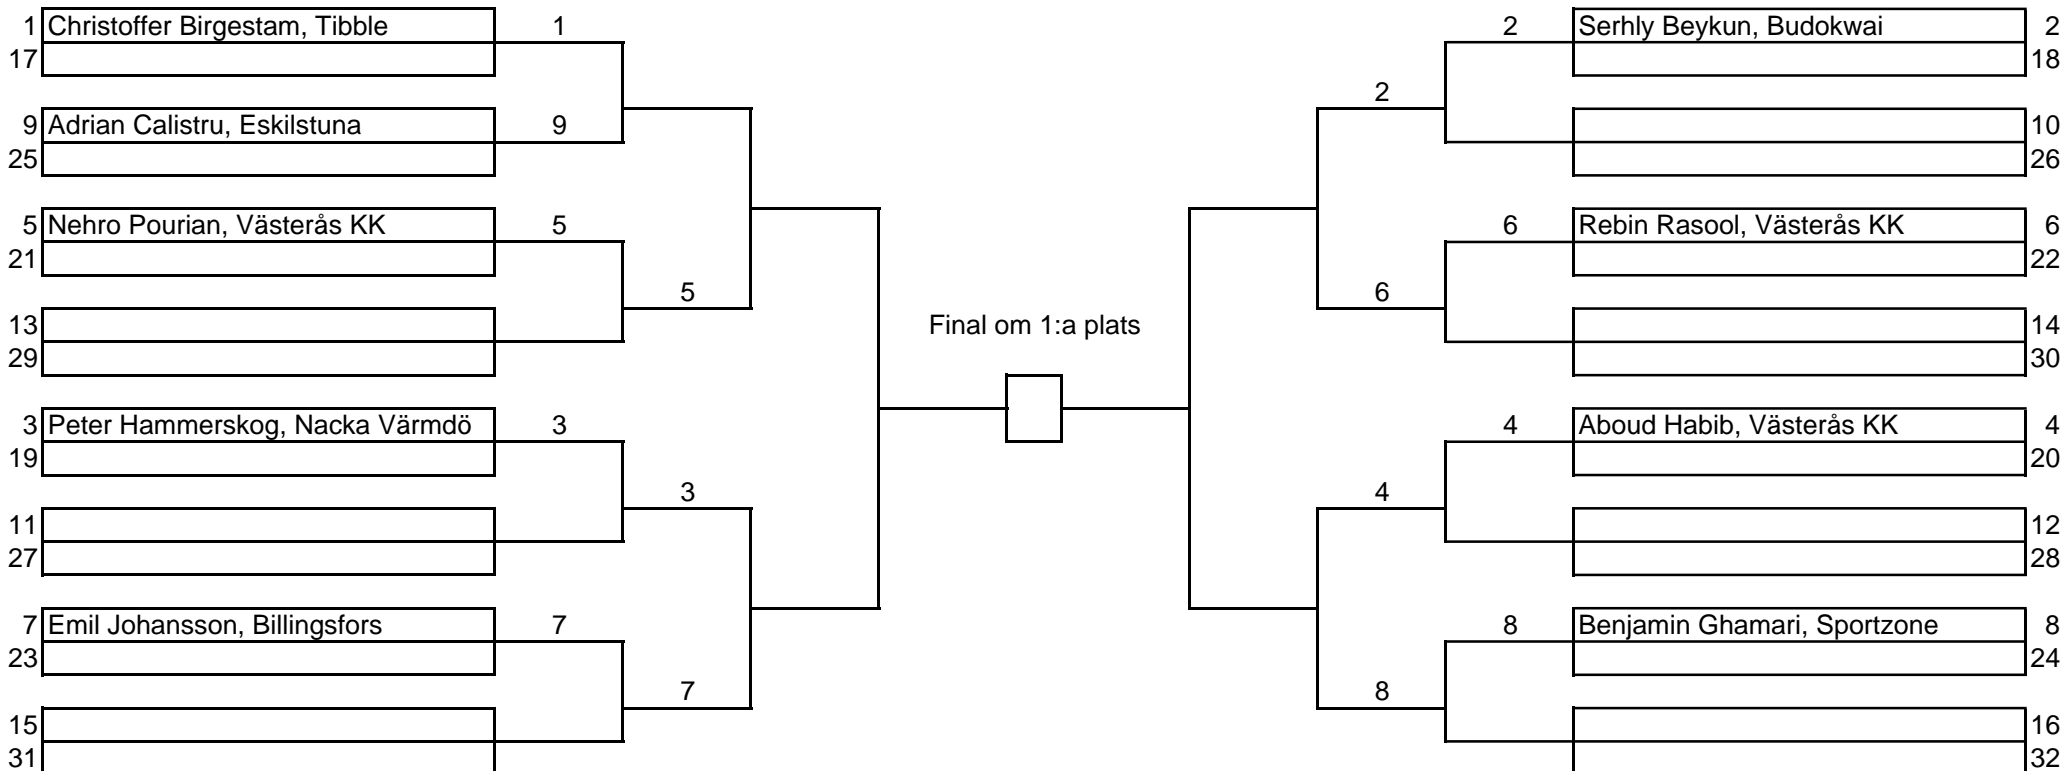 1 Christoffer Birgestam, Tibble 1 2 Serhly Beykun, Budokwai 2
17 18
2
9 Adrian Calistru, Eskilstuna 9 10
25 26
5 Nehro Pourian, Västerås KK 5 6 Rebin Rasool, Västerås KK 6
21 22
5 6
13 Final om 1:a plats 14
29 30
3 Peter Hammerskog, Nacka Värmdö 3 4 Aboud Habib, Västerås KK 4
19 20
3 4
11 12
27 28
7 Emil Johansson, Billingsfors 7 8 Benjamin Ghamari, Sportzone 8
23 24
7 8
15 16
31 32